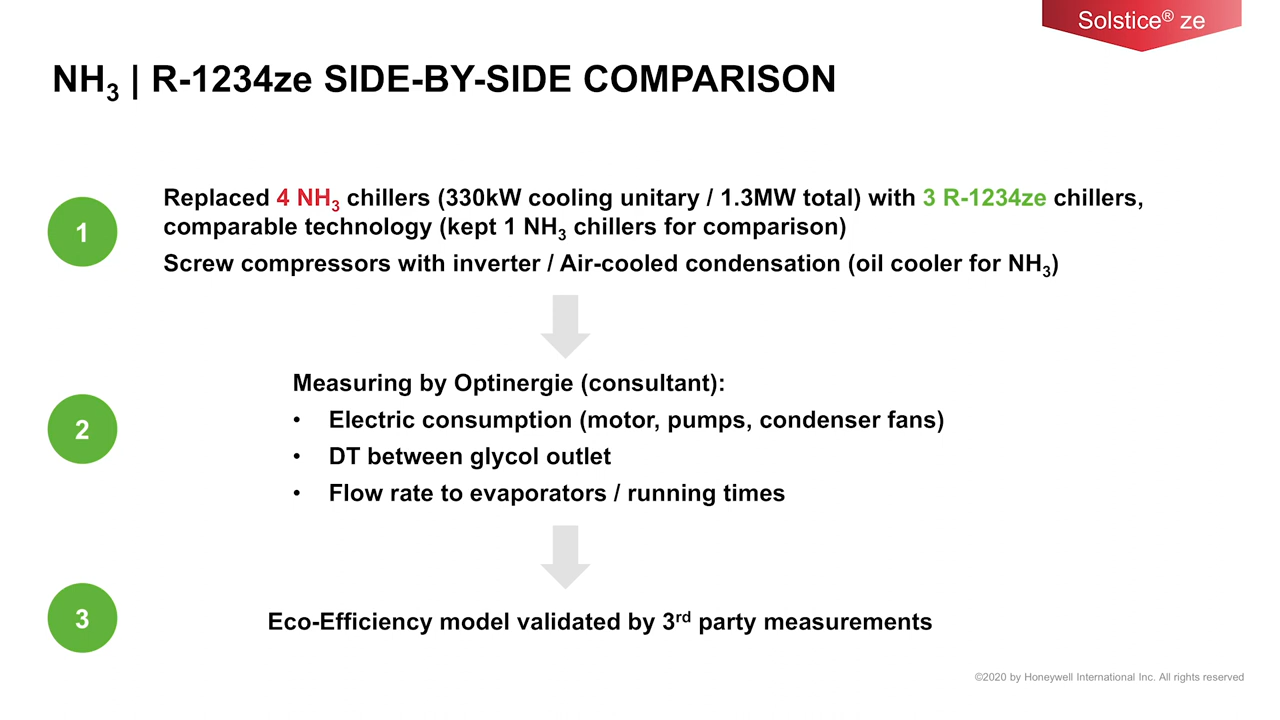 Solstice® ze
NH₃ | R-1234ze SIDE-BY-SIDE COMPARISON
1
Replaced 4 NH₃ chillers (330kW cooling unitary / 1.3MW total) with 3 R-1234ze chillers,
comparable technology (kept 1 NH₃ chillers for comparison)
Screw compressors with inverter / Air-cooled condensation (oil cooler for NH₃)
2
Measuring by Optinergie (consultant):
• Electric consumption (motor, pumps, condenser fans)
• DT between glycol outlet
• Flow rate to evaporators / running times
3
Eco-Efficiency model validated by 3rd party measurements
©2020 by Honeywell International Inc. All rights reserved